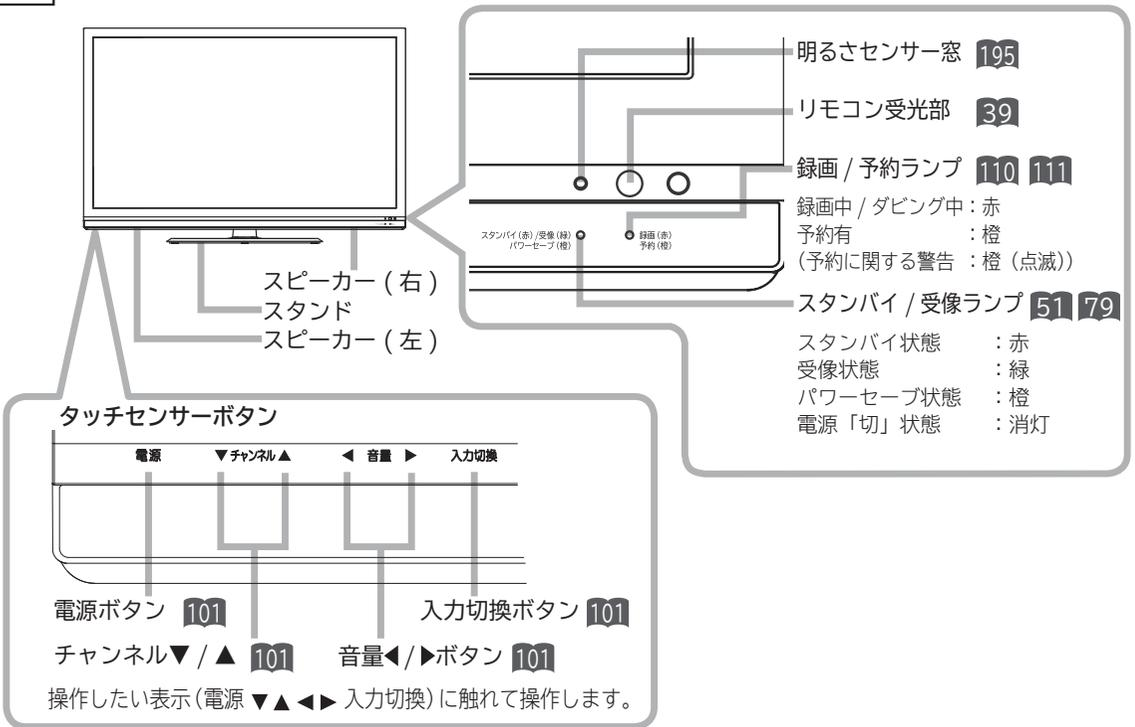 明るさセンサー窓 195
リモコン受光部 39
録画 / 予約ランプ 110 111
録画中 / ダビング中：赤
予約有 ：橙
(予約に関する警告 ：橙 (点滅))
スタンバイ (赤) /受像 (緑)
パワーセーブ (橙)
録画 (赤)
予約 (橙)
スタンバイ / 受像ランプ 51 79
スタンバイ状態 ：赤
受像状態 ：緑
パワーセーブ状態 ：橙
電源「切」状態 ：消灯
スピーカー ( 右 )
スタンド
スピーカー ( 左 )
タッチセンサーボタン
電源 ▼チャンネル▲ ◀ 音量 ▶ 入力切換
電源ボタン 101 入力切換ボタン 101
チャンネル▼ / ▲ 101 音量◀ / ▶ボタン 101
操作したい表示 (電源 ▼▲ ◀▶ 入力切換) に触れて操作します。